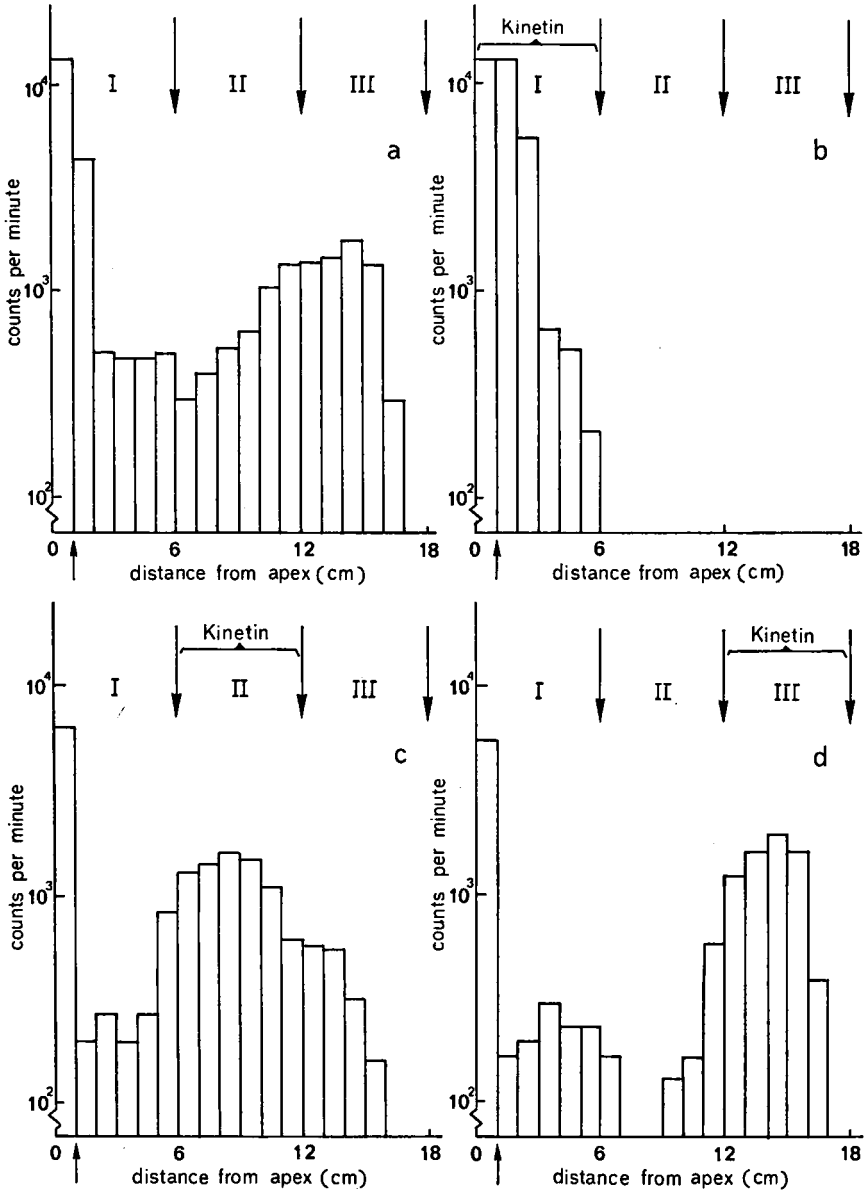 Kinetin
10⁴
I
II
III
a
10³
10²
counts per minute
0
6
12
18
distance from apex (cm)
10⁴
I
II
III
b
10³
10²
counts per minute
0
6
12
18
distance from apex (cm)
Kinetin
10⁴
I
II
III
c
10³
10²
counts per minute
0
6
12
18
distance from apex (cm)
Kinetin
10⁴
I
II
III
d
10³
10²
counts per minute
0
6
12
18
distance from apex (cm)
Kinetin